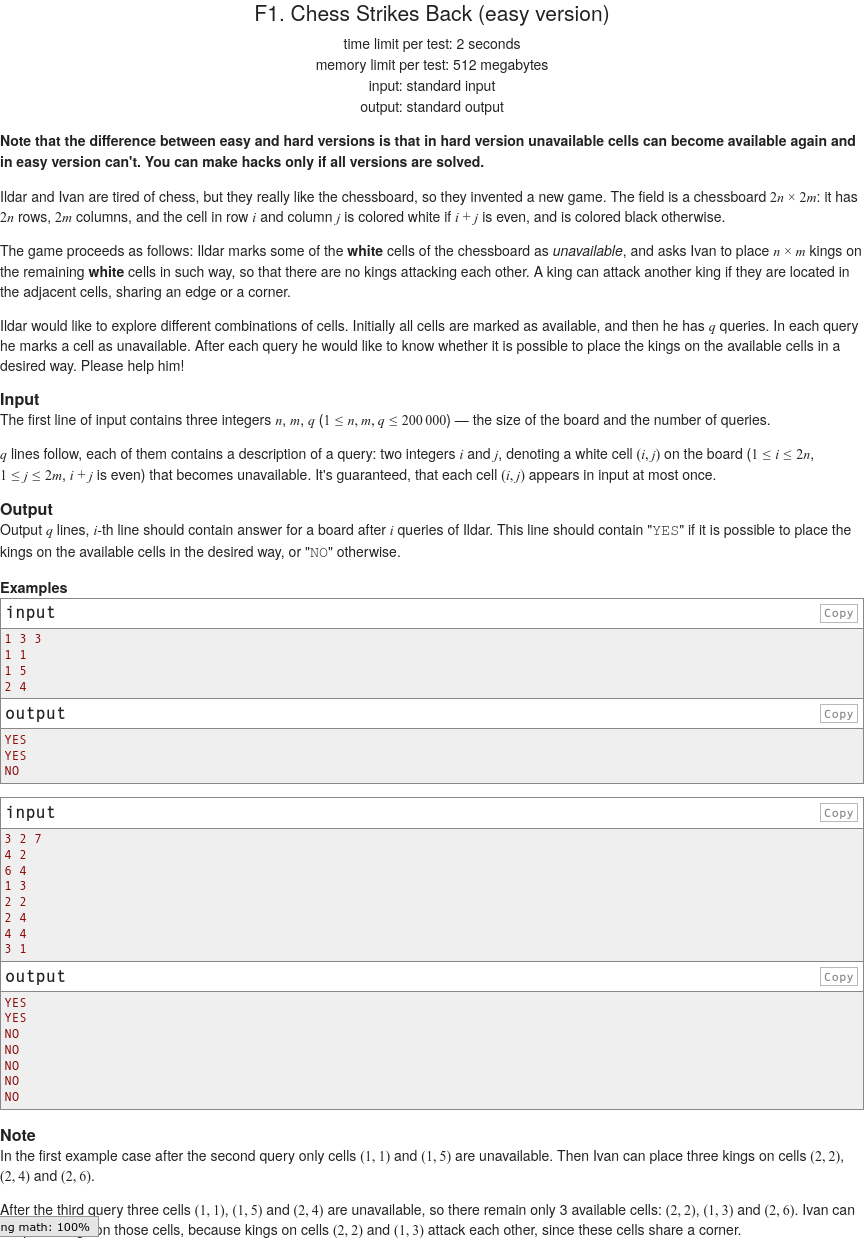 F1. Chess Strikes Back (easy version)
time limit per test: 2 seconds
memory limit per test: 512 megabytes
input: standard input
output: standard output
Note that the difference between easy and hard versions is that in hard version unavailable cells can become available again and
in easy version can't. You can make hacks only if all versions are solved.
Ildar and Ivan are tired of chess, but they really like the chessboard, so they invented a new game. The field is a chessboard 2n × 2m: it has
2n rows, 2m columns, and the cell in row i and column j is colored white if i + j is even, and is colored black otherwise.
The game proceeds as follows: Ildar marks some of the white cells of the chessboard as unavailable, and asks Ivan to place n × m kings on
the remaining white cells in such way, so that there are no kings attacking each other. A king can attack another king if they are located in
the adjacent cells, sharing an edge or a corner.
Ildar would like to explore different combinations of cells. Initially all cells are marked as available, and then he has q queries. In each query
he marks a cell as unavailable. After each query he would like to know whether it is possible to place the kings on the available cells in a
desired way. Please help him!
Input
The first line of input contains three integers n, m, q (1 ≤ n, m, q ≤ 200 000) — the size of the board and the number of queries.
q lines follow, each of them contains a description of a query: two integers i and j, denoting a white cell (i, j) on the board (1 ≤ i ≤ 2n,
1 ≤ j ≤ 2m, i + j is even) that becomes unavailable. It's guaranteed, that each cell (i, j) appears in input at most once.
Output
Output q lines, i-th line should contain answer for a board after i queries of Ildar. This line should contain "YES" if it is possible to place the
kings on the available cells in the desired way, or "NO" otherwise.
Examples
input Copy
1 3 3
1 1
1 5
2 4
output Copy
YES
YES
NO
input Copy
3 2 7
4 2
6 4
1 3
2 2
2 4
4 4
3 1
output Copy
YES
YES
NO
NO
NO
NO
NO
Note
In the first example case after the second query only cells (1, 1) and (1, 5) are unavailable. Then Ivan can place three kings on cells (2, 2),
(2, 4) and (2, 6).
After the third query three cells (1, 1), (1, 5) and (2, 4) are unavailable, so there remain only 3 available cells: (2, 2), (1, 3) and (2, 6). Ivan can
ng math: 100% on those cells, because kings on cells (2, 2) and (1, 3) attack each other, since these cells share a corner.